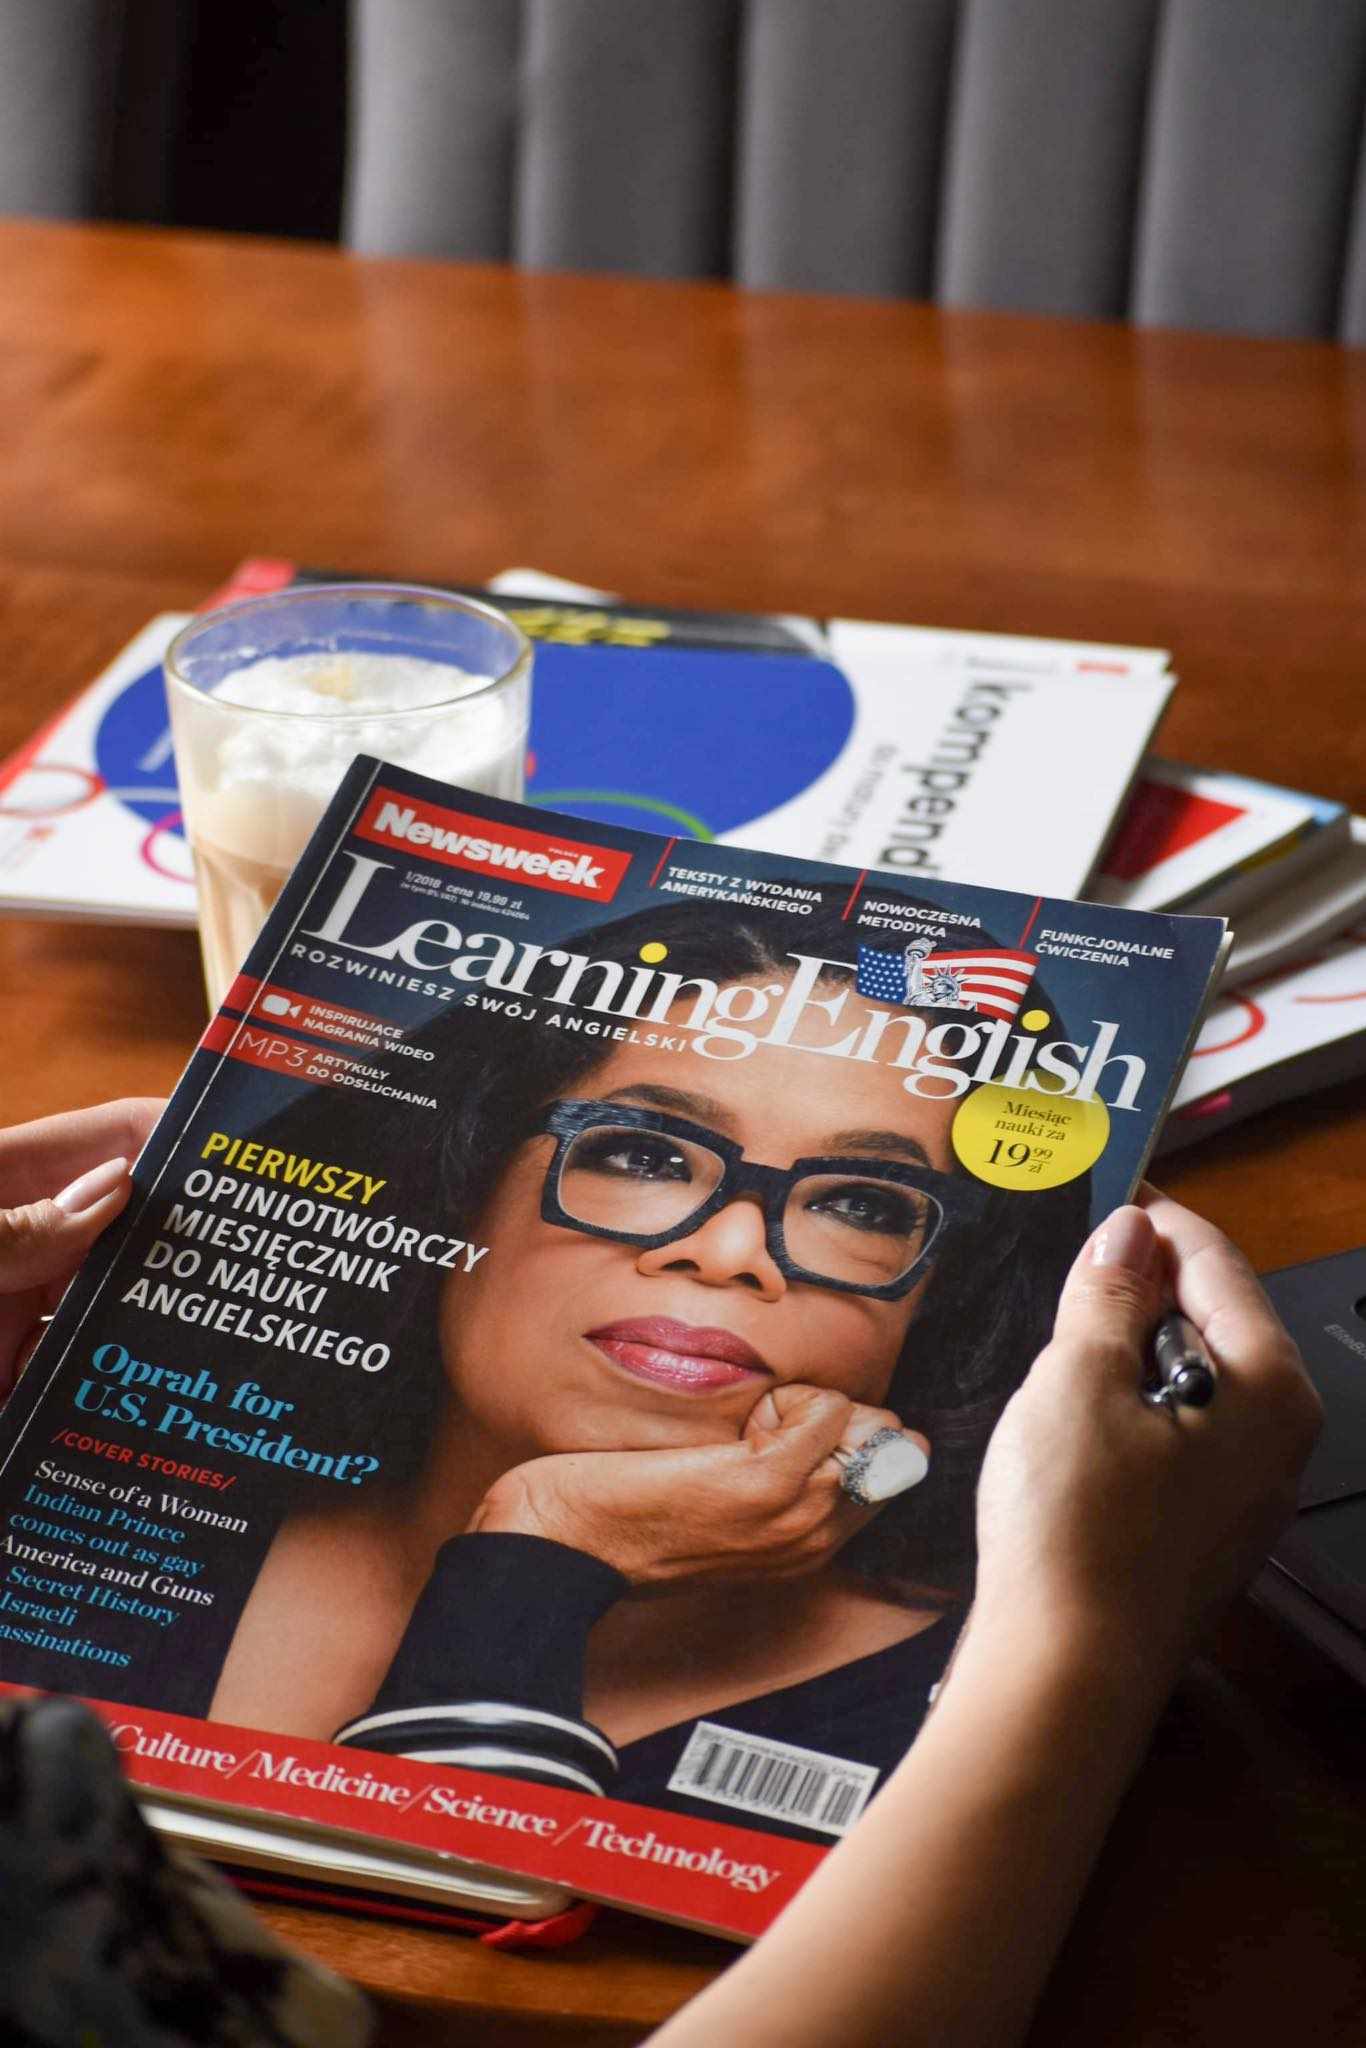 kompend
Newsweek
POLSKA
1/2018 cena 19,99 zł
TEKSTY Z WYDANIA
AMERYKAŃSKIEGO
NOWOCZESNA
METODYKA
FUNKCJONALNE
ĆWICZENIA
LearningEnglish
ROZWINIESZ SWÓJ ANGIELSKI
INSPIRUJĄCE
NAGRANIA WIDEO
MP3 ARTYKUŁY
DO ODSŁUCHANIA
Miesiąc
nauki za
19 99 zł
PIERWSZY
OPINIOTWÓRCZY
MIESIĘCZNIK
DO NAUKI
ANGIELSKIEGO
Oprah for
U.S. President?
/COVER STORIES/
Sense of a Woman
Indian Prince
comes out as gay
America and Guns
Secret History
Israeli
assinations
/Culture/Medicine/Science/Technology